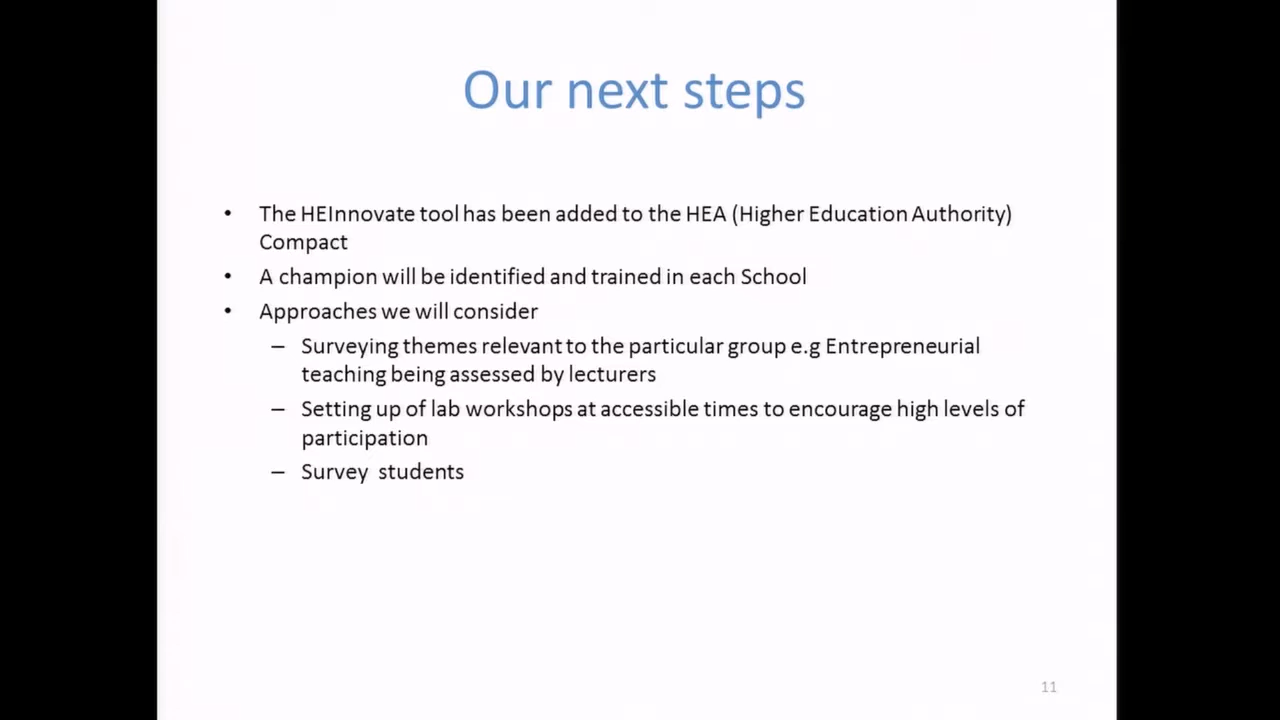 Our next steps
• The HEInnovate tool has been added to the HEA (Higher Education Authority)
Compact
• A champion will be identified and trained in each School
• Approaches we will consider
– Surveying themes relevant to the particular group e.g Entrepreneurial
teaching being assessed by lecturers
– Setting up of lab workshops at accessible times to encourage high levels of
participation
– Survey  students
11